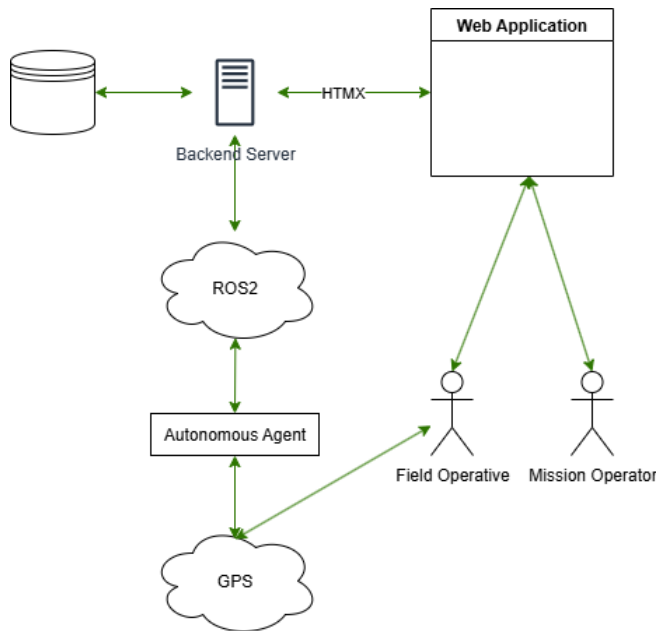 Web Application
HTMX
Backend Server
ROS2
Autonomous Agent
Field Operative
Mission Operator
GPS